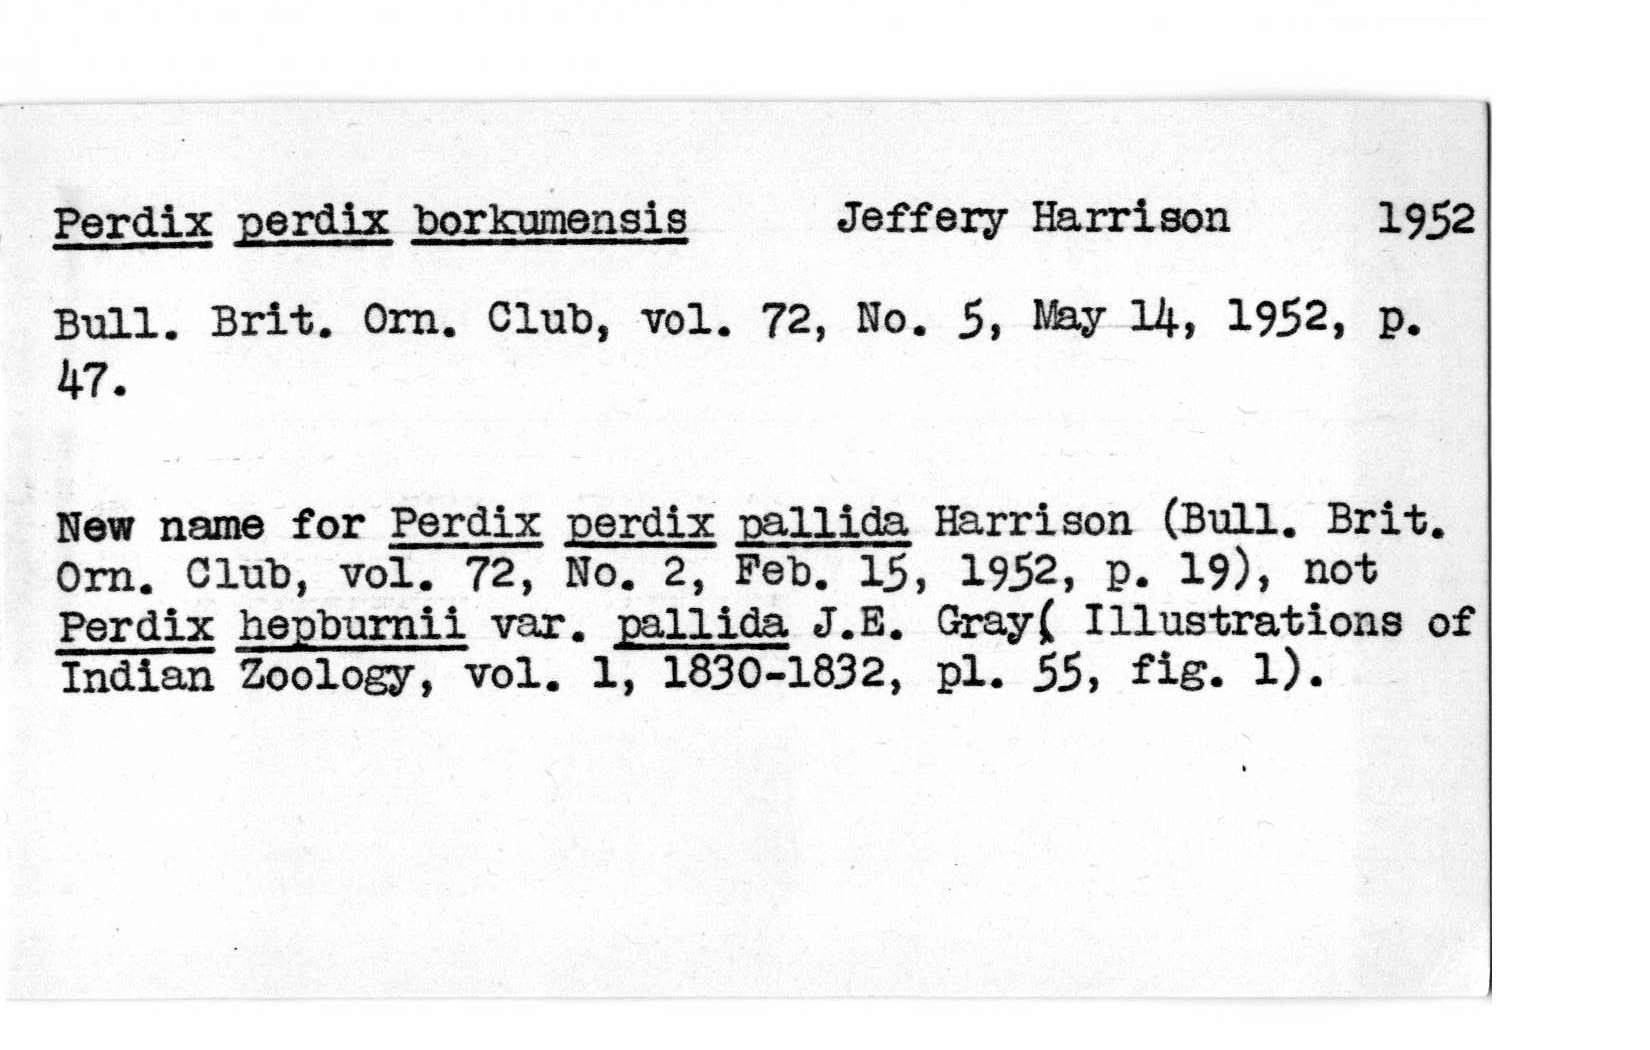 Perdix perdix borkumensis Jeffery Harrison 1952
Bull. Brit. Orn. Club, vol. 72, No. 5, May 14, 1952, p.
47.
New name for Perdix perdix pallida Harrison (Bull. Brit.
Orn. Club, vol. 72, No. 2, Feb. 15, 1952, p. 19), not
Perdix hepburnii var. pallida J.E. Gray( Illustrations of
Indian Zoology, vol. 1, 1830-1832, pl. 55, fig. 1).